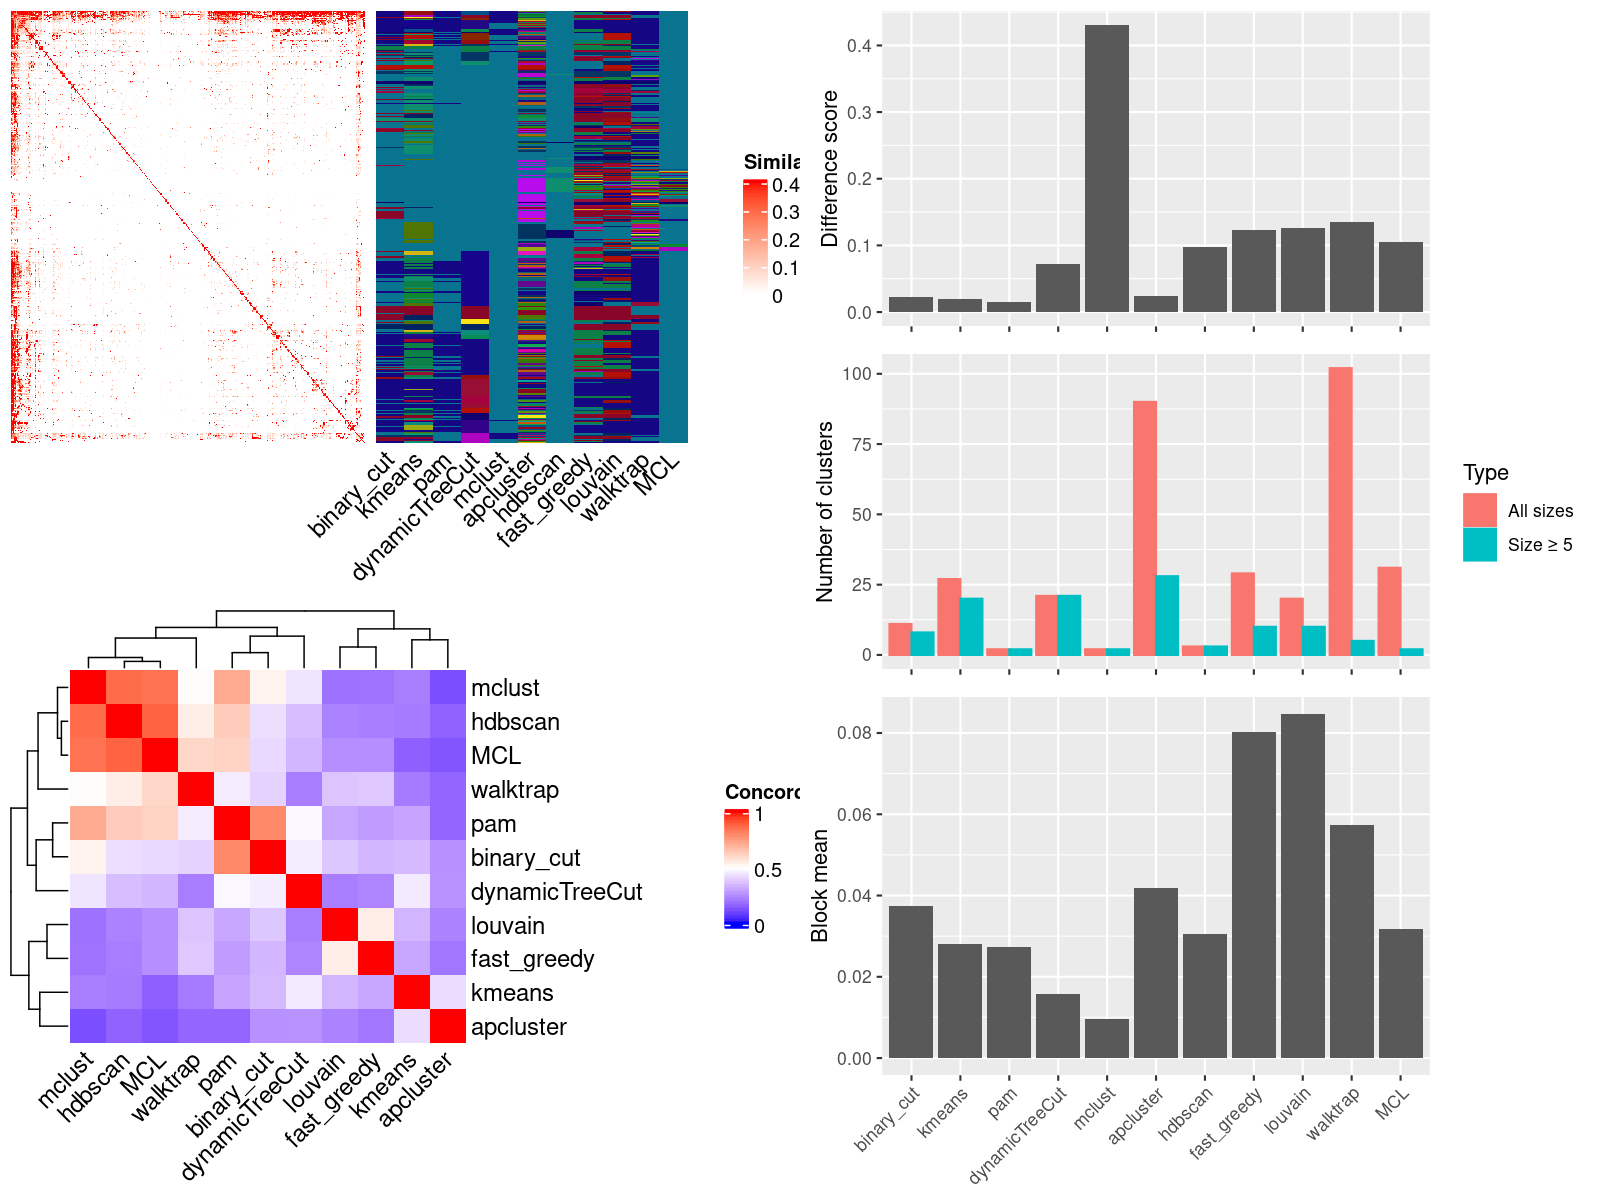 Simila
0.4
0.3
0.2
0.1
0
binary_cut
kmeans
pam
dynamicTreeCut
mclust
apcluster
hdbscan
fast_greedy
louvain
walktrap
MCL
mclust
hdbscan
MCL
walktrap
pam
binary_cut
dynamicTreeCut
louvain
fast_greedy
kmeans
apcluster
mclust
hdbscan
MCL
walktrap
pam
binary_cut
dynamicTreeCut
louvain
fast_greedy
kmeans
apcluster
Concord
1
0.5
0
Difference score
0.4
0.3
0.2
0.1
0.0
Number of clusters
100
75
50
25
0
Type
All sizes
Size ≥ 5
Block mean
0.08
0.06
0.04
0.02
0.00
binary_cut
kmeans
pam
dynamicTreeCut
mclust
apcluster
hdbscan
fast_greedy
louvain
walktrap
MCL